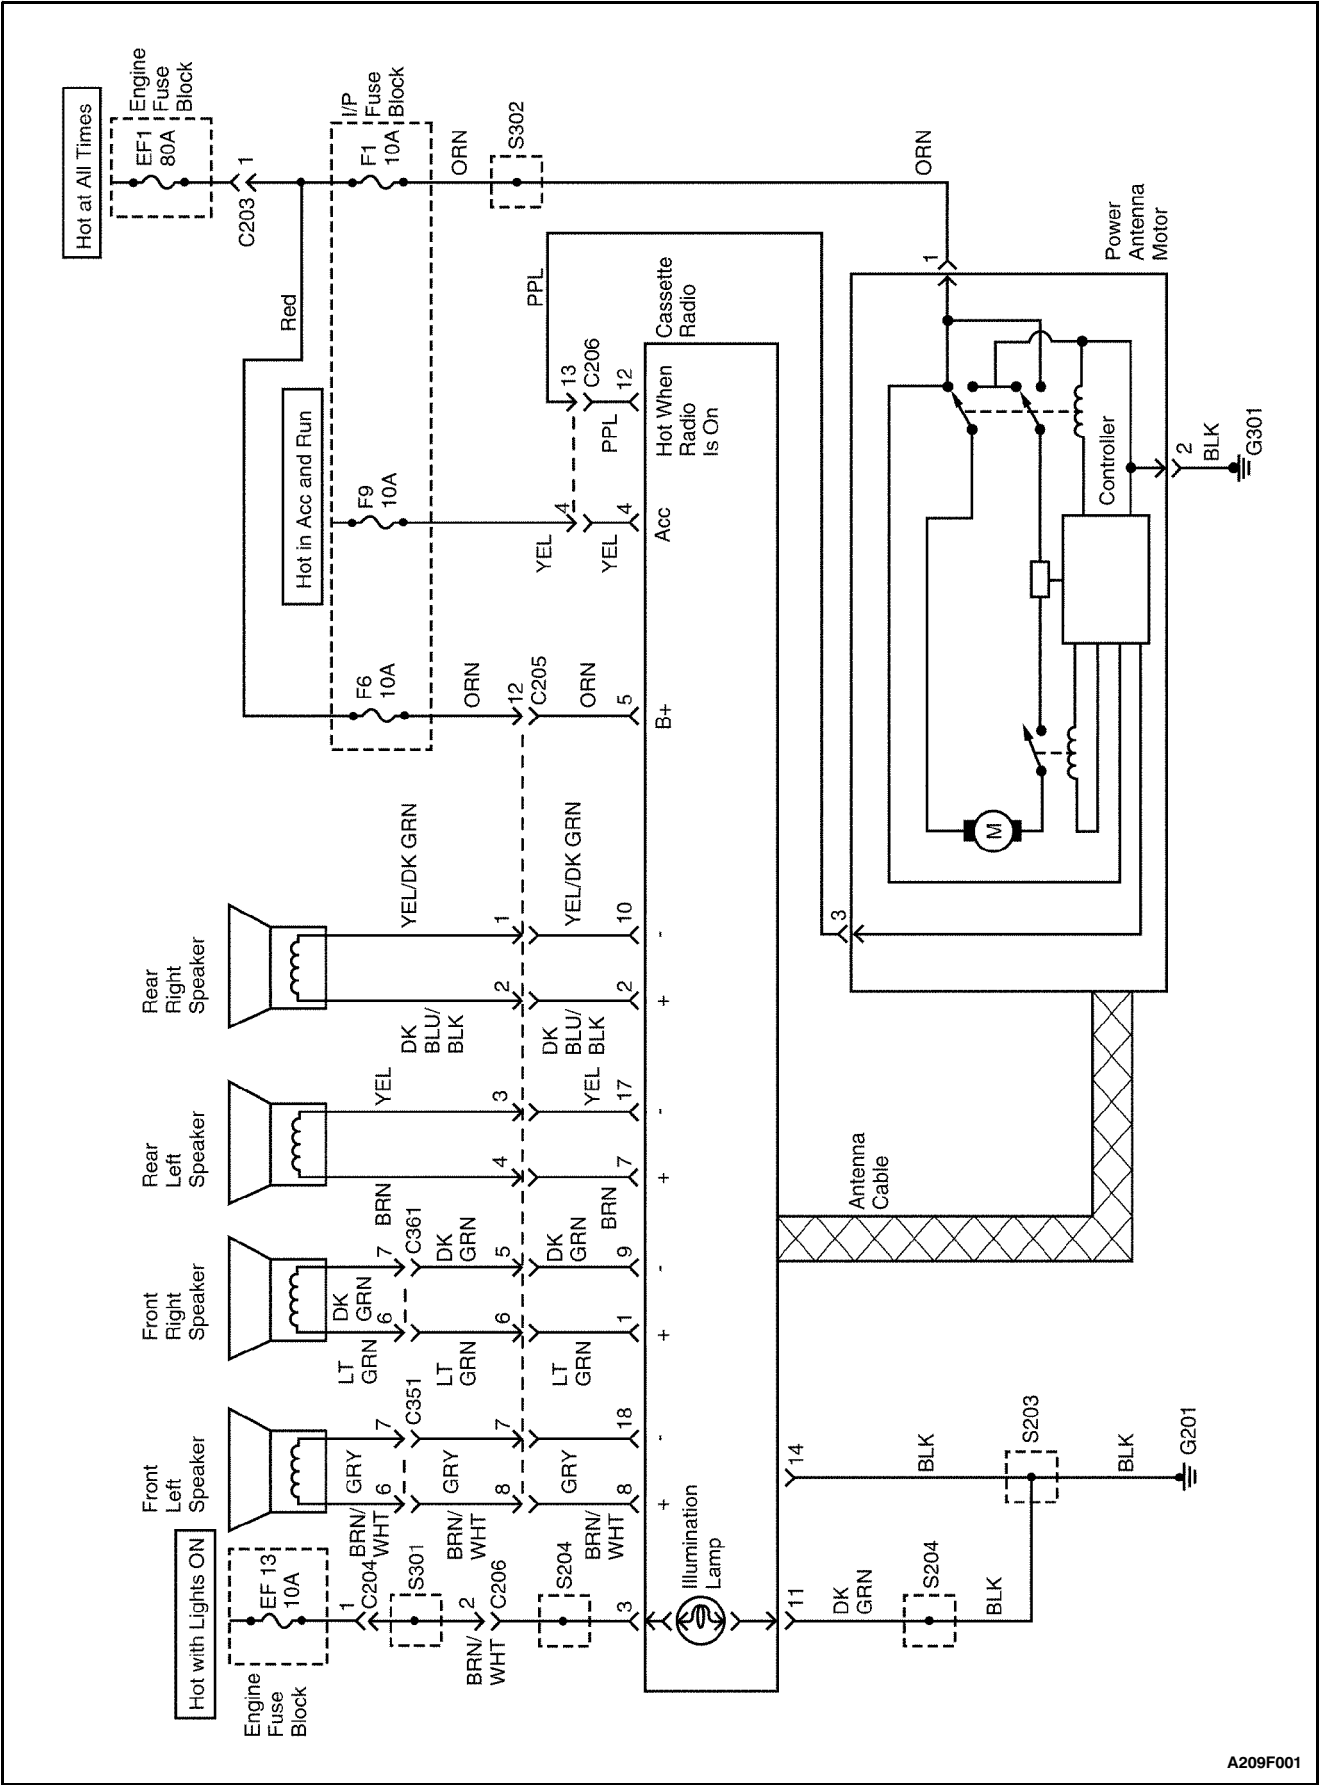 Hot with Lights ON
Engine
Fuse
Block
EF 13
10A
1
C204
S301
BRN/
WHT
2
C206
S204
3
Illumination
Lamp
11
DK
GRN
S204
BLK
Front
Left
Speaker
6
7
C351
BRN/
WHT
GRY
BRN/
WHT
GRY
8
7
BRN/
WHT
GRY
8
18
+
-
14
BLK
S203
BLK
G201
Front
Right
Speaker
LT
GRN
DK
GRN
6
7
C361
LT
GRN
DK
GRN
6
5
LT
GRN
DK
GRN
1
9
+
-
Rear
Left
Speaker
BRN
YEL
4
3
BRN
YEL
7
17
+
-
Antenna
Cable
Rear
Right
Speaker
DK
BLU/
BLK
YEL/DK GRN
2
1
DK
BLU/
BLK
YEL/DK GRN
2
10
+
-
F6
10A
ORN
12
C205
ORN
5
B+
Hot in Acc and Run
F9
10A
YEL
4
YEL
4
Acc
Red
PPL
13
C206
PPL
12
Hot When
Radio
Is On
Cassette
Radio
Hot at All Times
EF1
80A
Engine
Fuse
Block
C203
1
F1
10A
I/P
Fuse
Block
ORN
S302
ORN
1
Power
Antenna
Motor
3
M
Controller
2
BLK
G301
A209F001